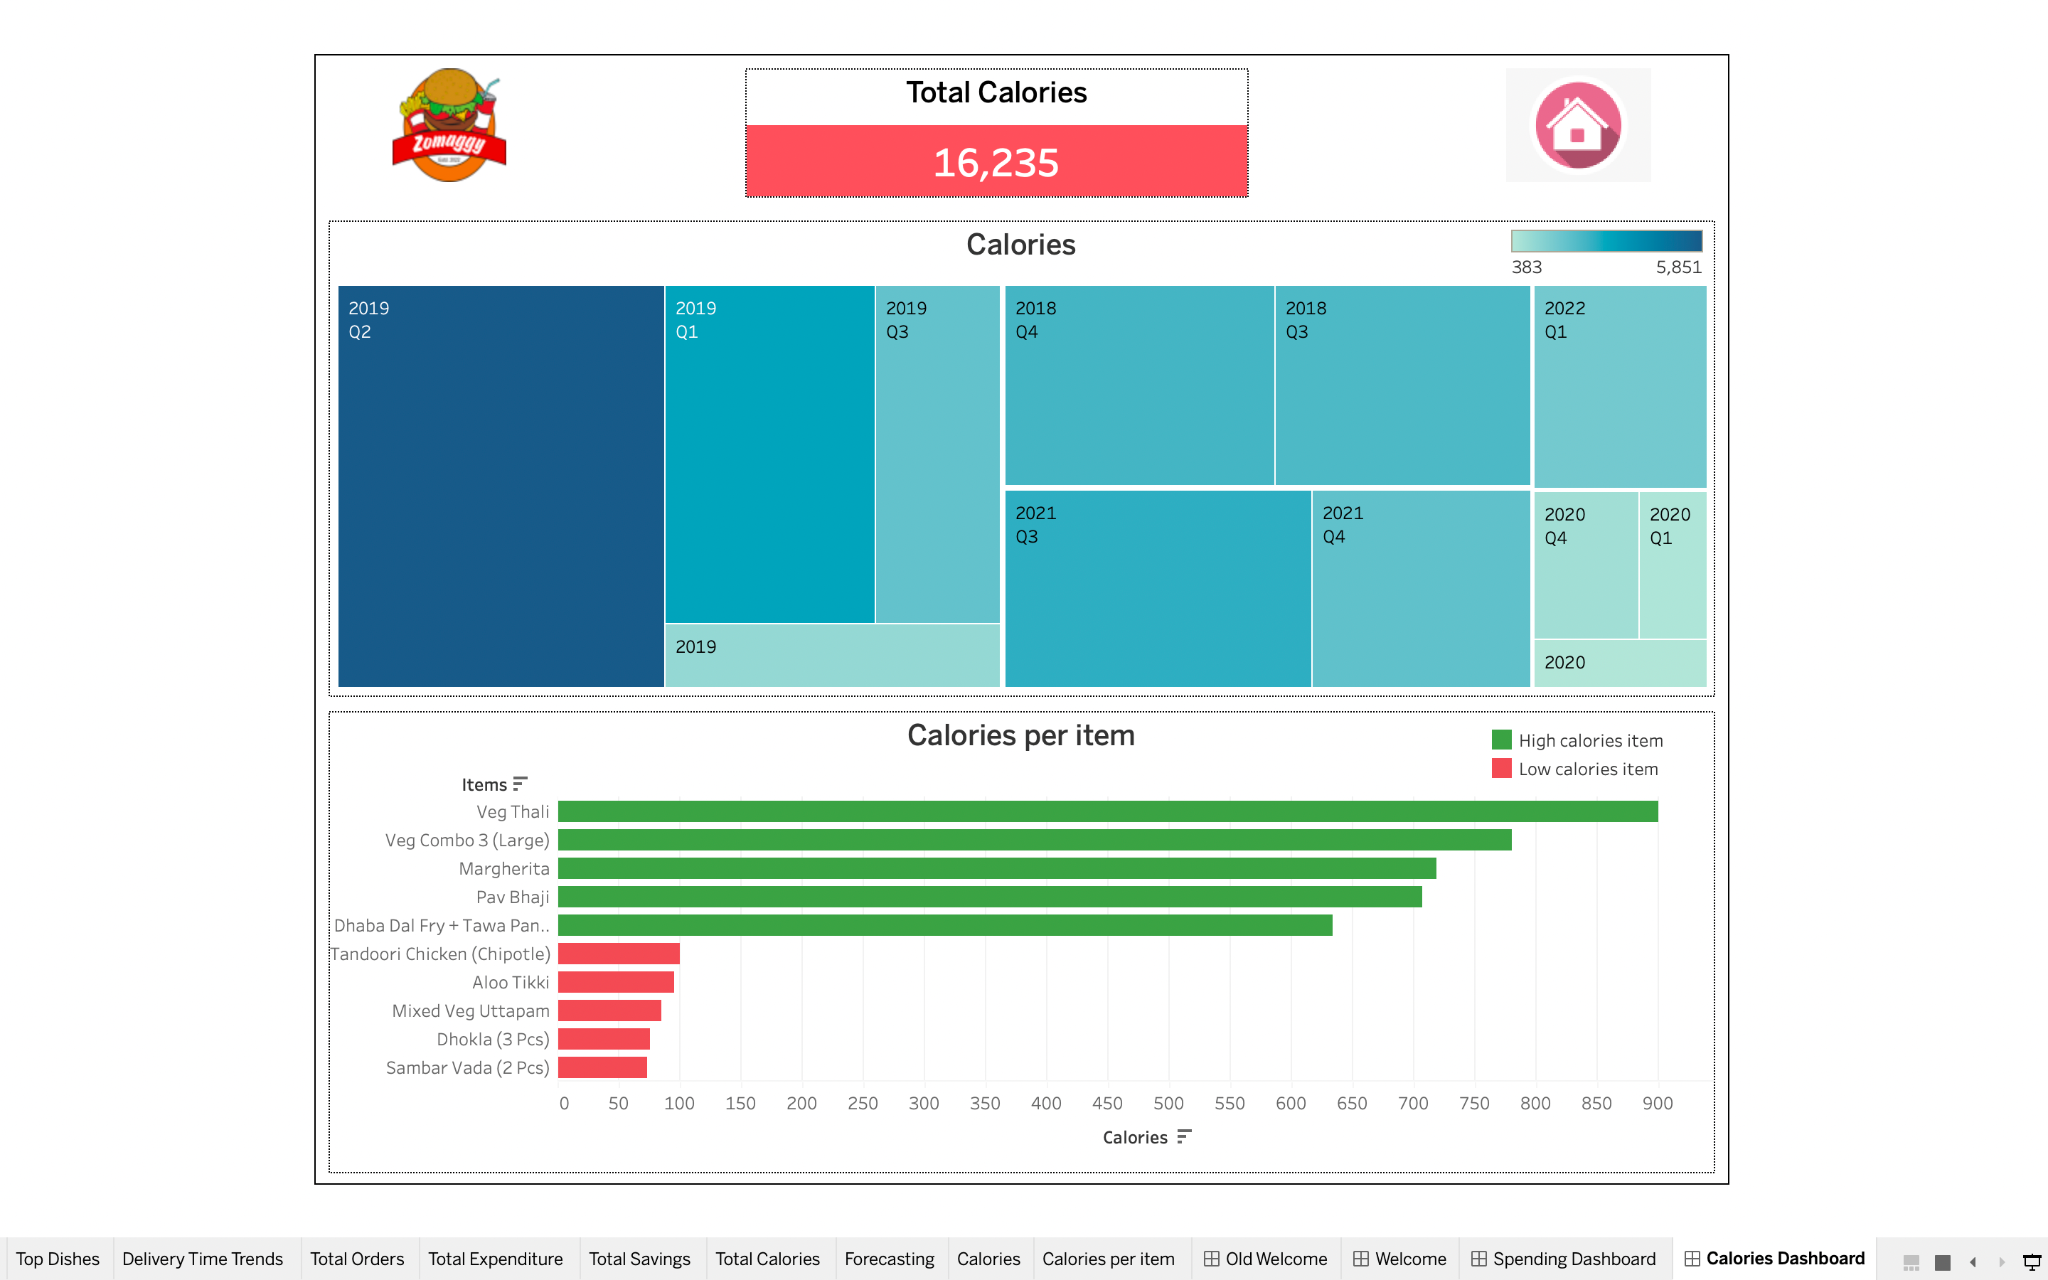 Zomaggy
Total Calories
16,235
Calories
383
5,851
2019
Q2
2019
Q1
2019
Q3
2018
Q4
2018
Q3
2022
Q1
2021
Q3
2021
Q4
2020
Q4
2020
Q1
2019
2020
Calories per item
High calories item
Low calories item
Items
Veg Thali
Veg Combo 3 (Large)
Margherita
Pav Bhaji
Dhaba Dal Fry + Tawa Pan..
Tandoori Chicken (Chipotle)
Aloo Tikki
Mixed Veg Uttapam
Dhokla (3 Pcs)
Sambar Vada (2 Pcs)
0 50 100 150 200 250 300 350 400 450 500 550 600 650 700 750 800 850 900
Calories
Top Dishes Delivery Time Trends Total Orders Total Expenditure Total Savings Total Calories Forecasting Calories Calories per item Old Welcome Welcome Spending Dashboard Calories Dashboard